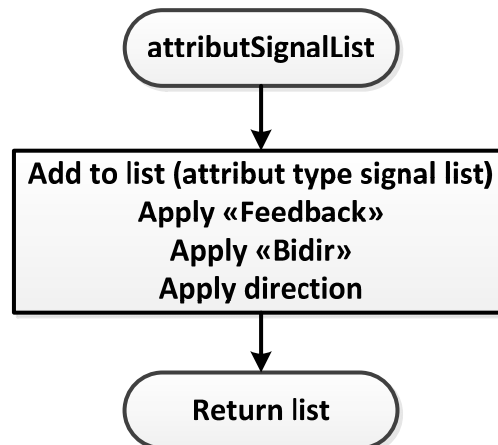 attributSignalList
Add to list (attribut type signal list)
Apply «Feedback»
Apply «Bidir»
Apply direction
Return list